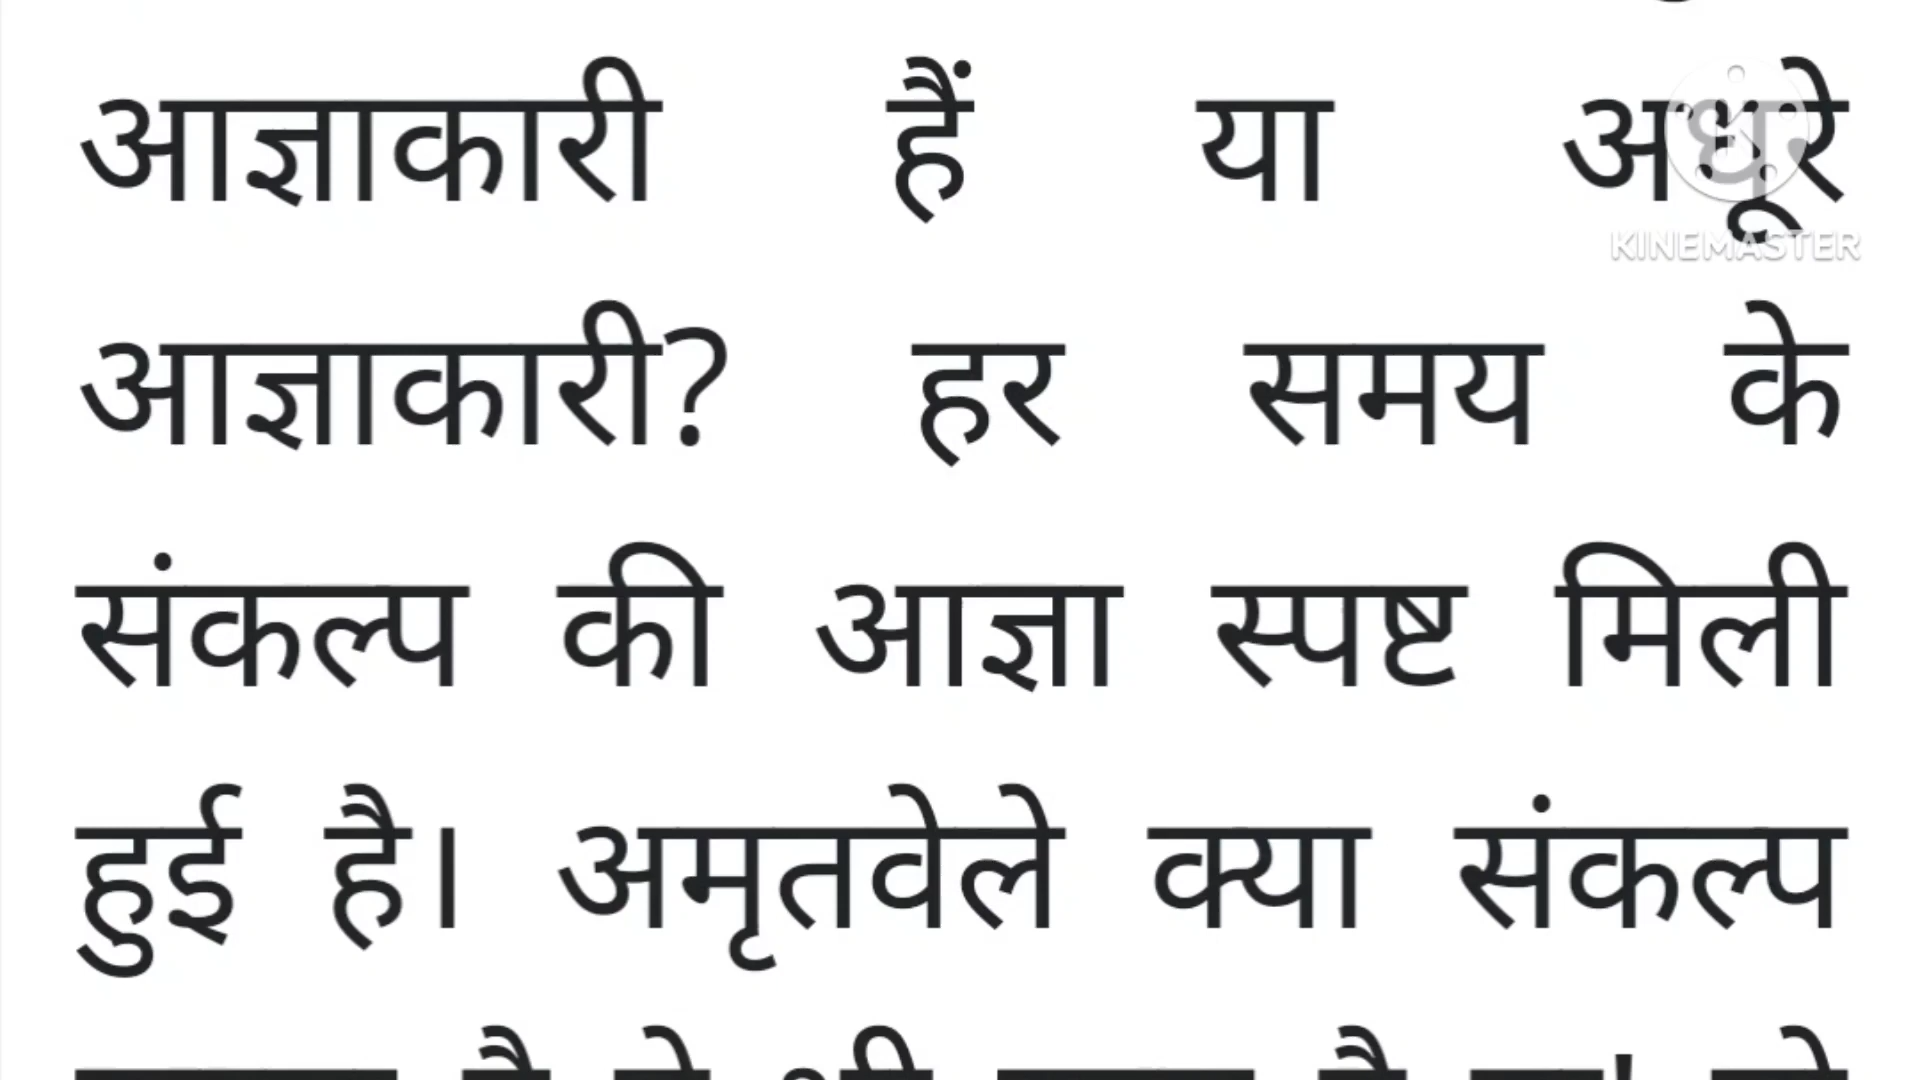 आज्ञाकारी हैं या अधूरे
KINEMASTER
आज्ञाकारी? हर समय के
संकल्प की आज्ञा स्पष्ट मिली
हुई है। अमृतवेले क्या संकल्प